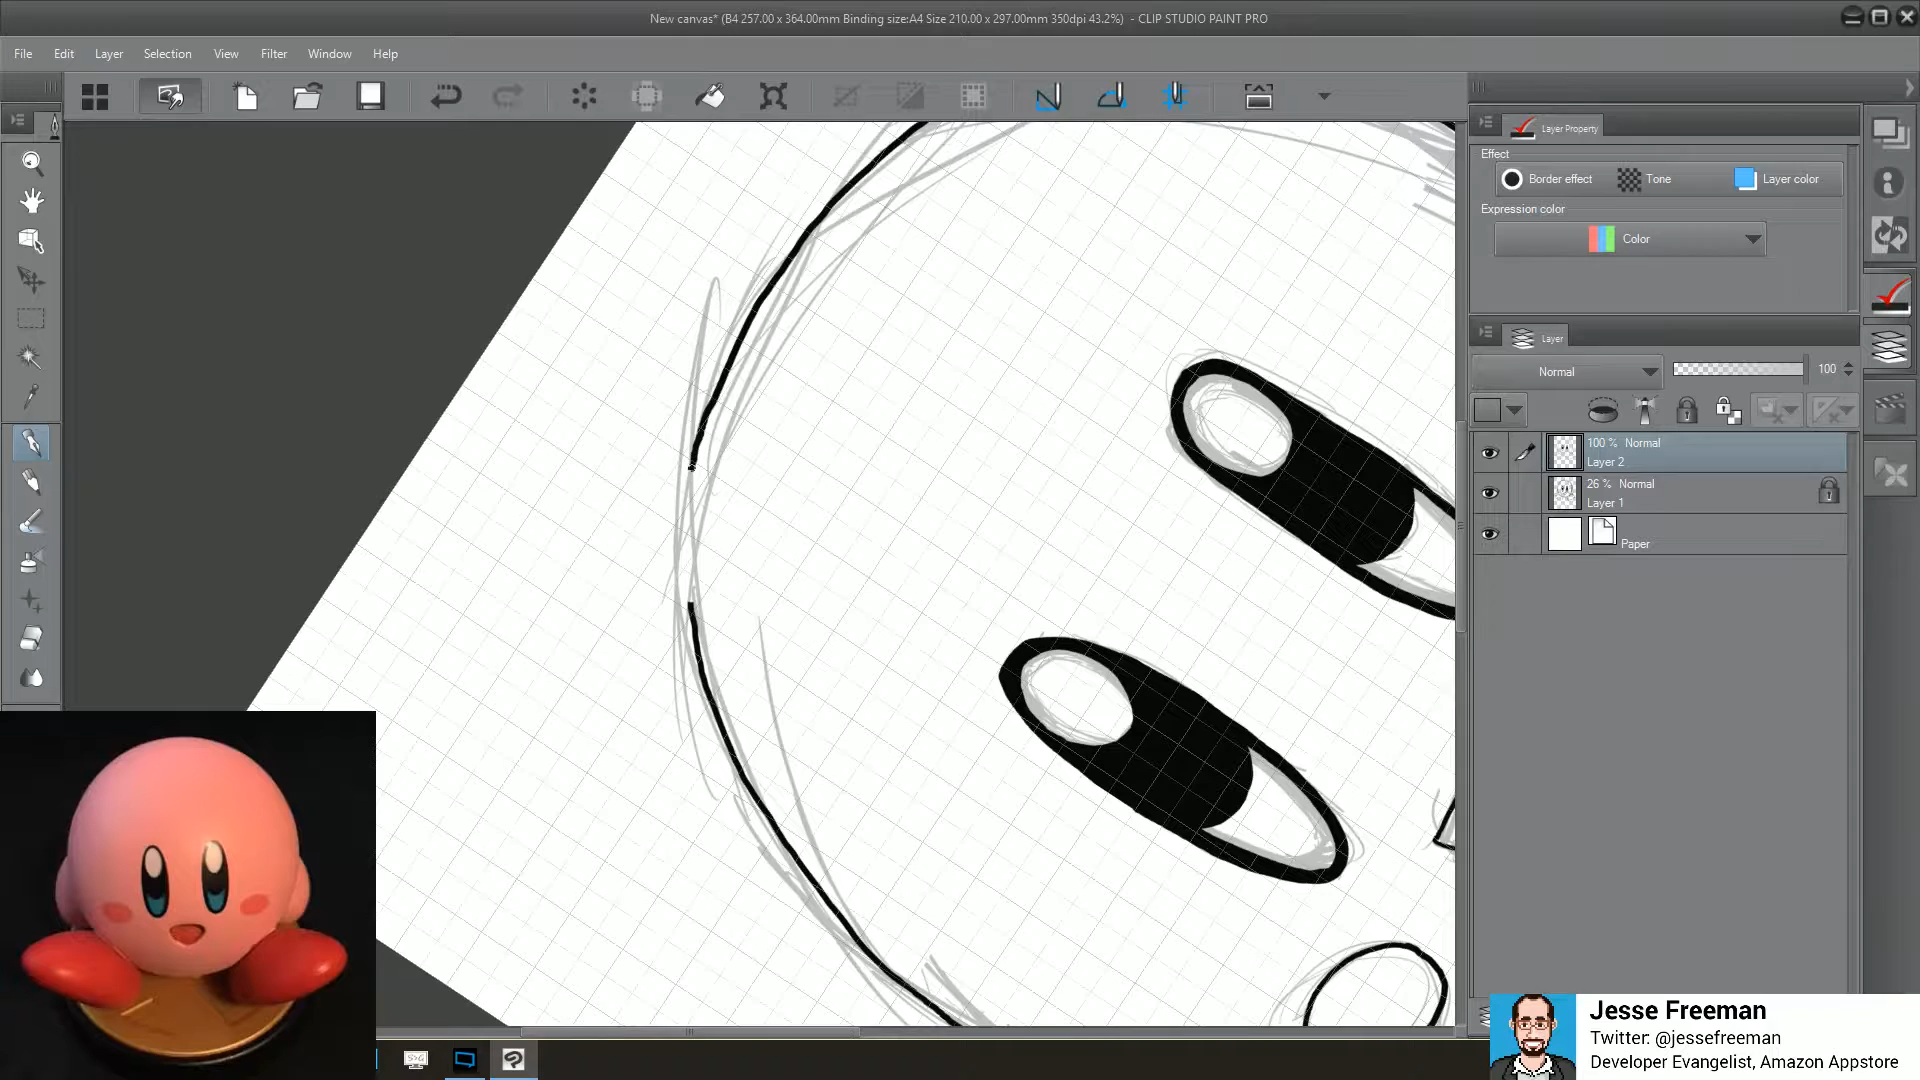 New canvas* (B4 257.00 x 364.00mm Binding size:A4 Size 210.00 x 297.00mm 350dpi 43.2%) - CLIP STUDIO PAINT PRO
File Edit Layer Selection View Filter Window Help
Layer Property
Effect
Border effect Tone Layer color
Expression color
Color
Layer
Normal 100
100 % Normal
Layer 2
26 % Normal
Layer 1
Paper
Jesse Freeman
Twitter: @jessefreeman
Developer Evangelist, Amazon Appstore